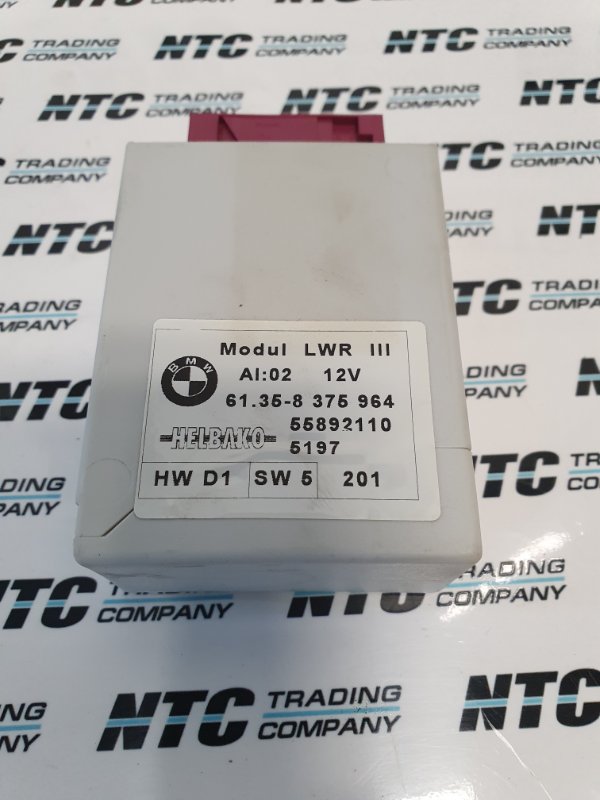 Modul LWR III
BMW
AI:02 12V
61.35-8 375 964
55892110
HELBAKO
5197
HW D1 SW 5 201
NTC TRADING COMPANY